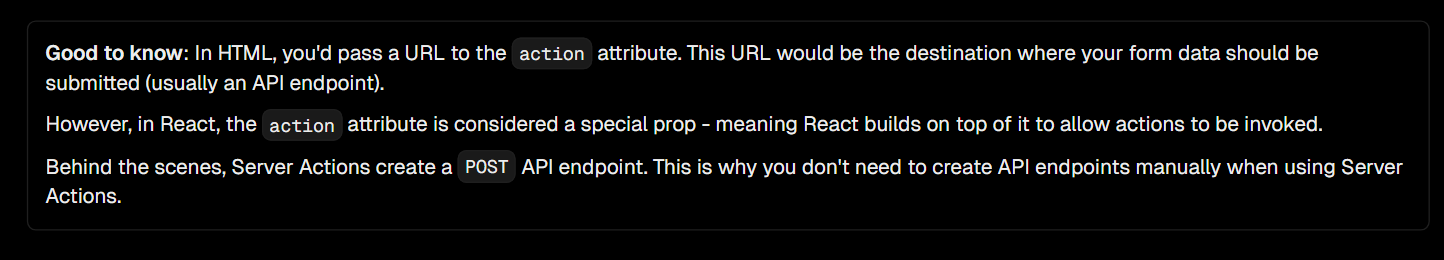 Good to know: In HTML, you'd pass a URL to the action attribute. This URL would be the destination where your form data should be
submitted (usually an API endpoint).
However, in React, the action attribute is considered a special prop - meaning React builds on top of it to allow actions to be invoked.
Behind the scenes, Server Actions create a POST API endpoint. This is why you don't need to create API endpoints manually when using Server
Actions.